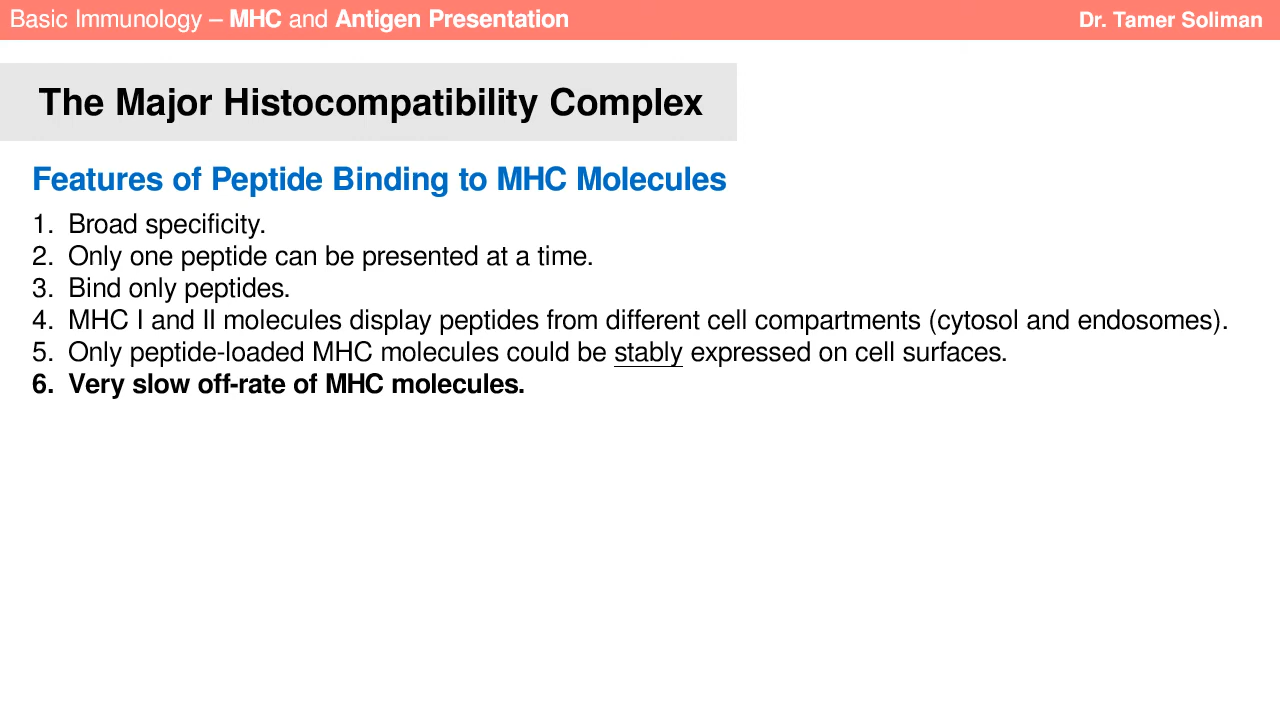 Basic Immunology – MHC and Antigen Presentation
Dr. Tamer Soliman
The Major Histocompatibility Complex
Features of Peptide Binding to MHC Molecules
1. Broad specificity.
2. Only one peptide can be presented at a time.
3. Bind only peptides.
4. MHC I and II molecules display peptides from different cell compartments (cytosol and endosomes).
5. Only peptide-loaded MHC molecules could be stably expressed on cell surfaces.
6. Very slow off-rate of MHC molecules.